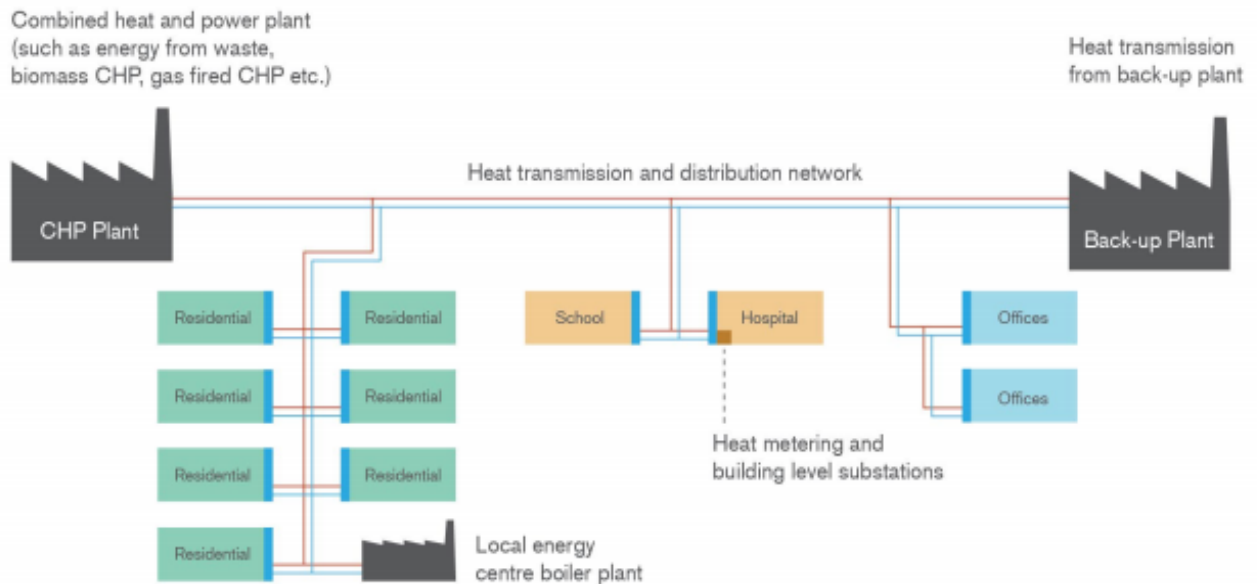 Combined heat and power plant
(such as energy from waste,
biomass CHP, gas fired CHP etc.)
Heat transmission
from back-up plant
Heat transmission and distribution network
CHP Plant
Back-up Plant
Residential
Residential
School
Hospital
Offices
Residential
Residential
Offices
Heat metering and
building level substations
Residential
Residential
Residential
Local energy
centre boiler plant